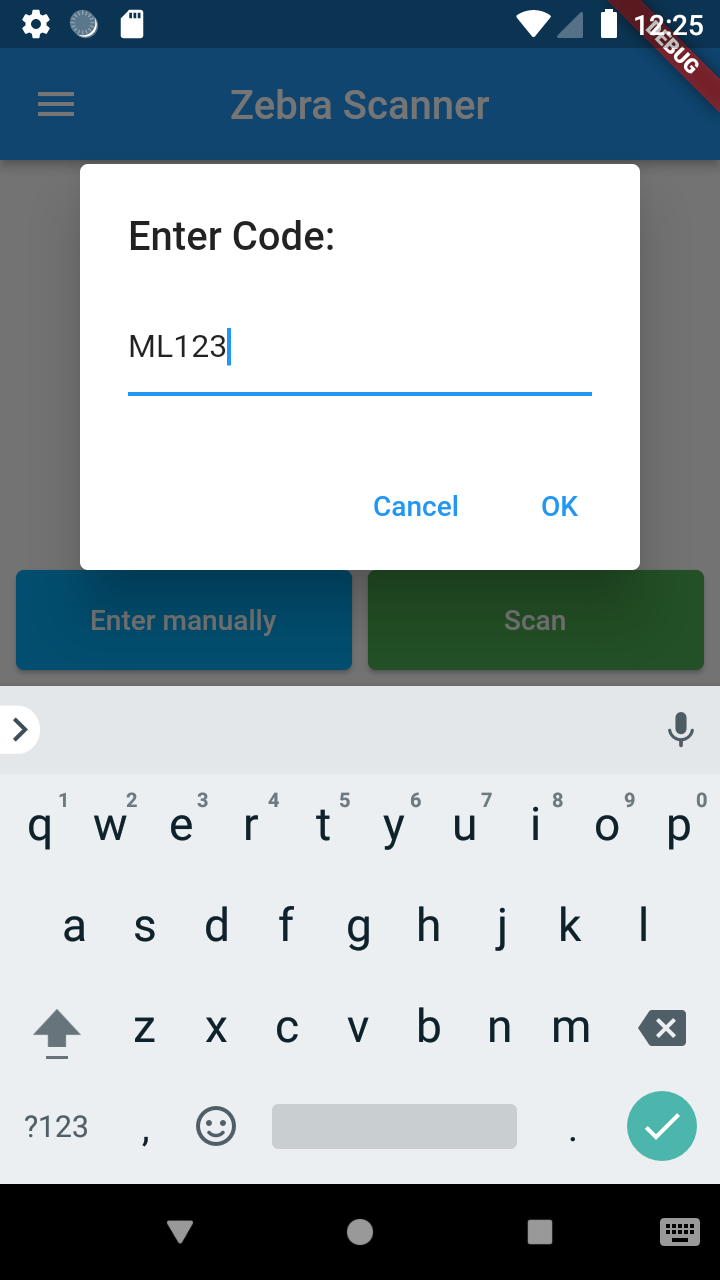 12:25
DEBUG
Zebra Scanner
Enter Code:
ML123
Cancel OK
Enter manually Scan
1 2 3 4 5 6 7 8 9 0
q w e r t y u i o p
a s d f g h j k l
z x c v b n m
?123 , .